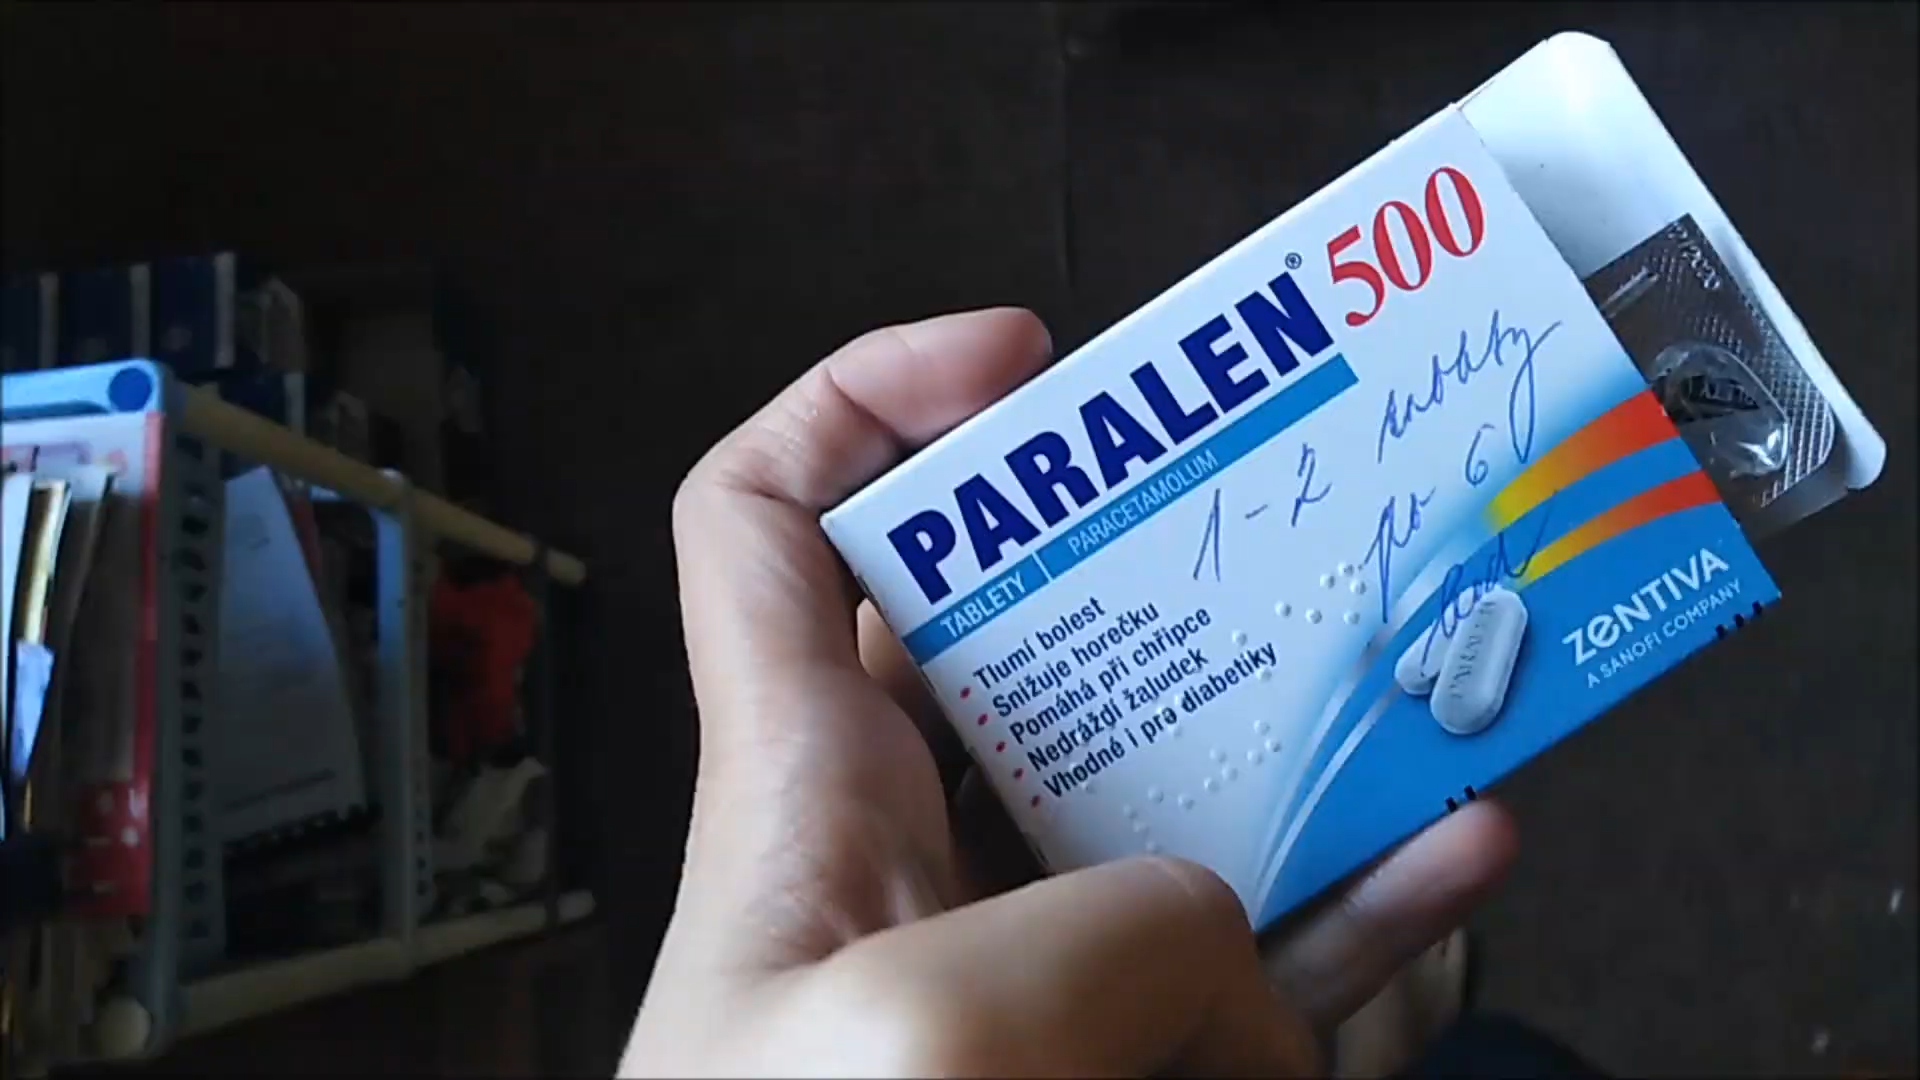 PARALEN® 500
TABLETY PARACETAMOLUM
Tlumí bolest
Snižuje horečku
Pomáhá při chřipce
Nedráždí žaludek
Vhodné i pro diabetiky
1-2 tablety
po 6
hod
ZENTIVA
A SANOFI COMPANY